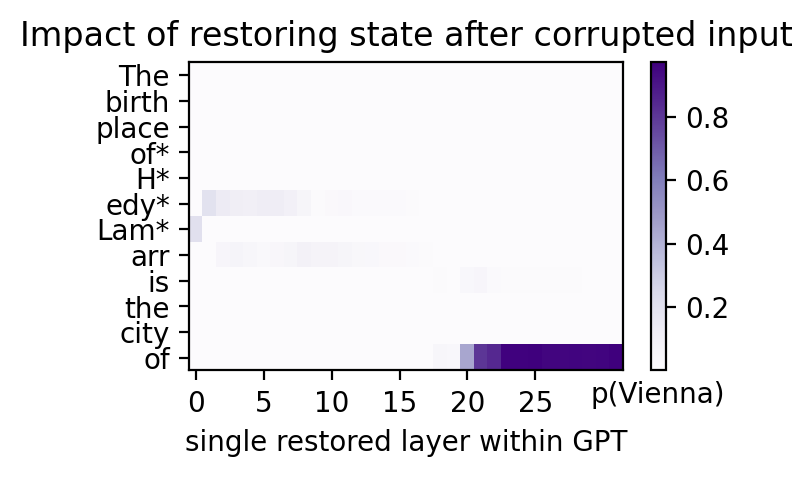 Impact of restoring state after corrupted input
The
birth
place
of*
H*
edy*
Lam*
arr
is
the
city
of
0 5 10 15 20 25
single restored layer within GPT
0.8
0.6
0.4
0.2
p(Vienna)